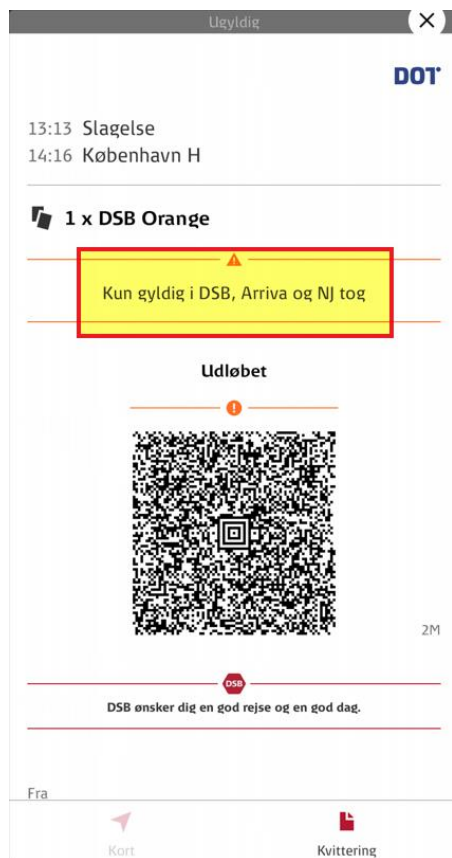 Ugyldig
DOT
13:13 Slagelse
14:16 København H
1 x DSB Orange
Kun gyldig i DSB, Arriva og NJ tog
Udløbet
2M
DSB
DSB ønsker dig en god rejse og en god dag.
Fra
Kort
Kvittering